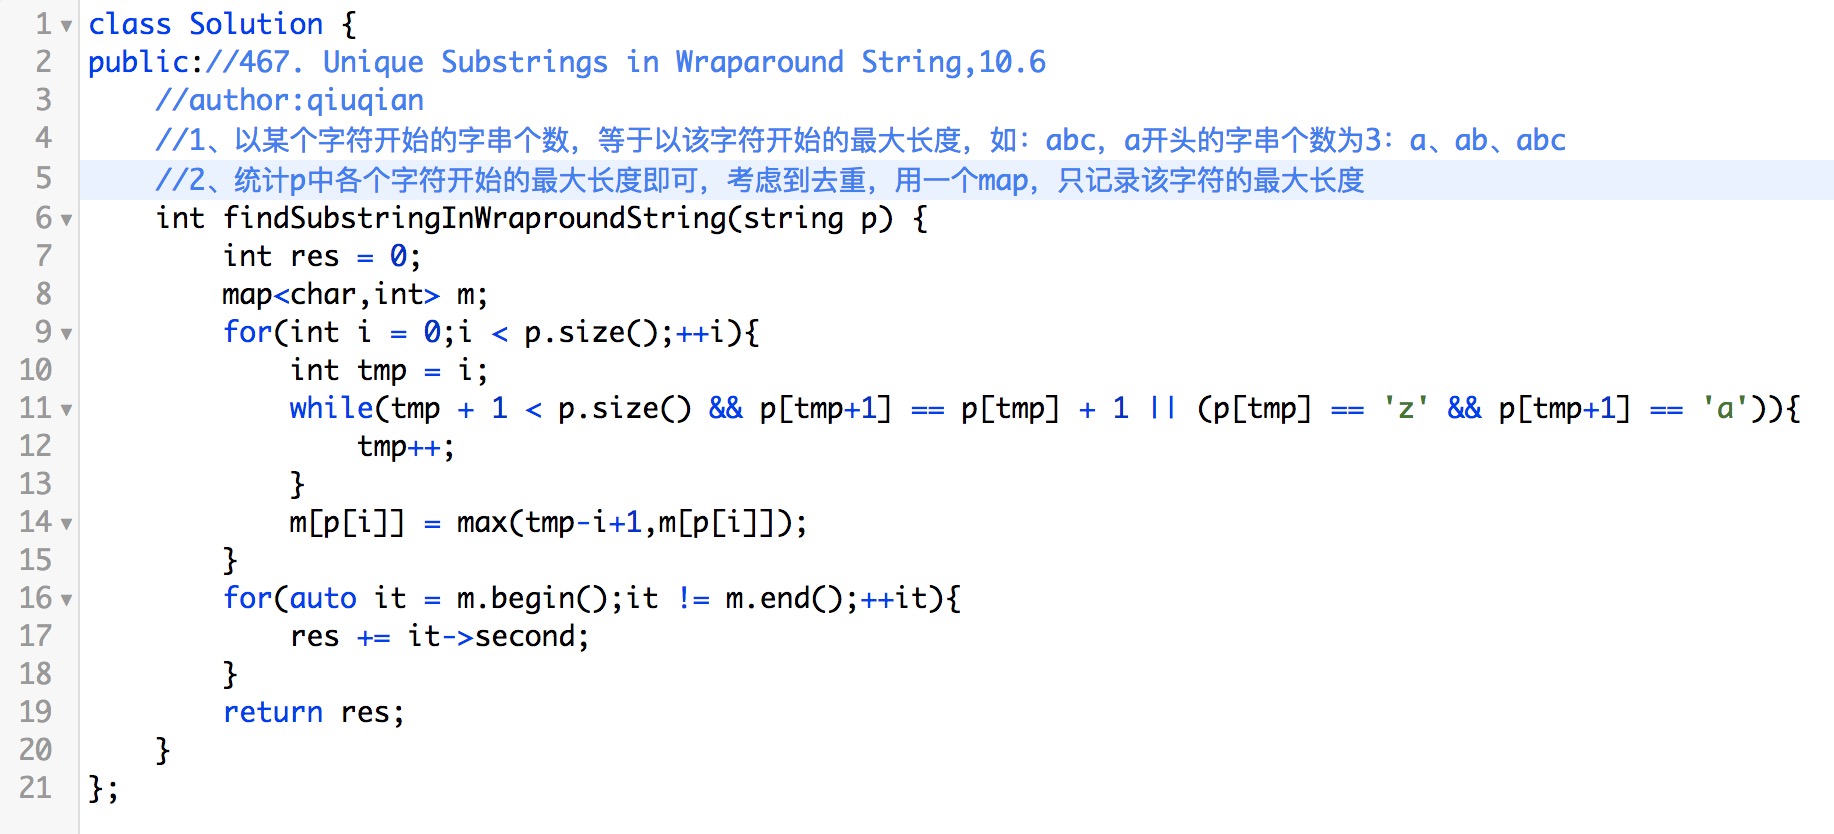 1 class Solution {
2 public://467. Unique Substrings in Wraparound String,10.6
3     //author:qiuqian
4     //1、以某个字符开始的字串个数，等于以该字符开始的最大长度，如：abc，a开头的字串个数为3：a、ab、abc
5     //2、统计p中各个字符开始的最大长度即可，考虑到去重，用一个map，只记录该字符的最大长度
6     int findSubstringInWraproundString(string p) {
7         int res = 0;
8         map<char,int> m;
9         for(int i = 0;i < p.size();++i){
10             int tmp = i;
11             while(tmp + 1 < p.size() && p[tmp+1] == p[tmp] + 1 || (p[tmp] == 'z' && p[tmp+1] == 'a')){
12                 tmp++;
13             }
14             m[p[i]] = max(tmp-i+1,m[p[i]]);
15         }
16         for(auto it = m.begin();it != m.end();++it){
17             res += it->second;
18         }
19         return res;
20     }
21 };